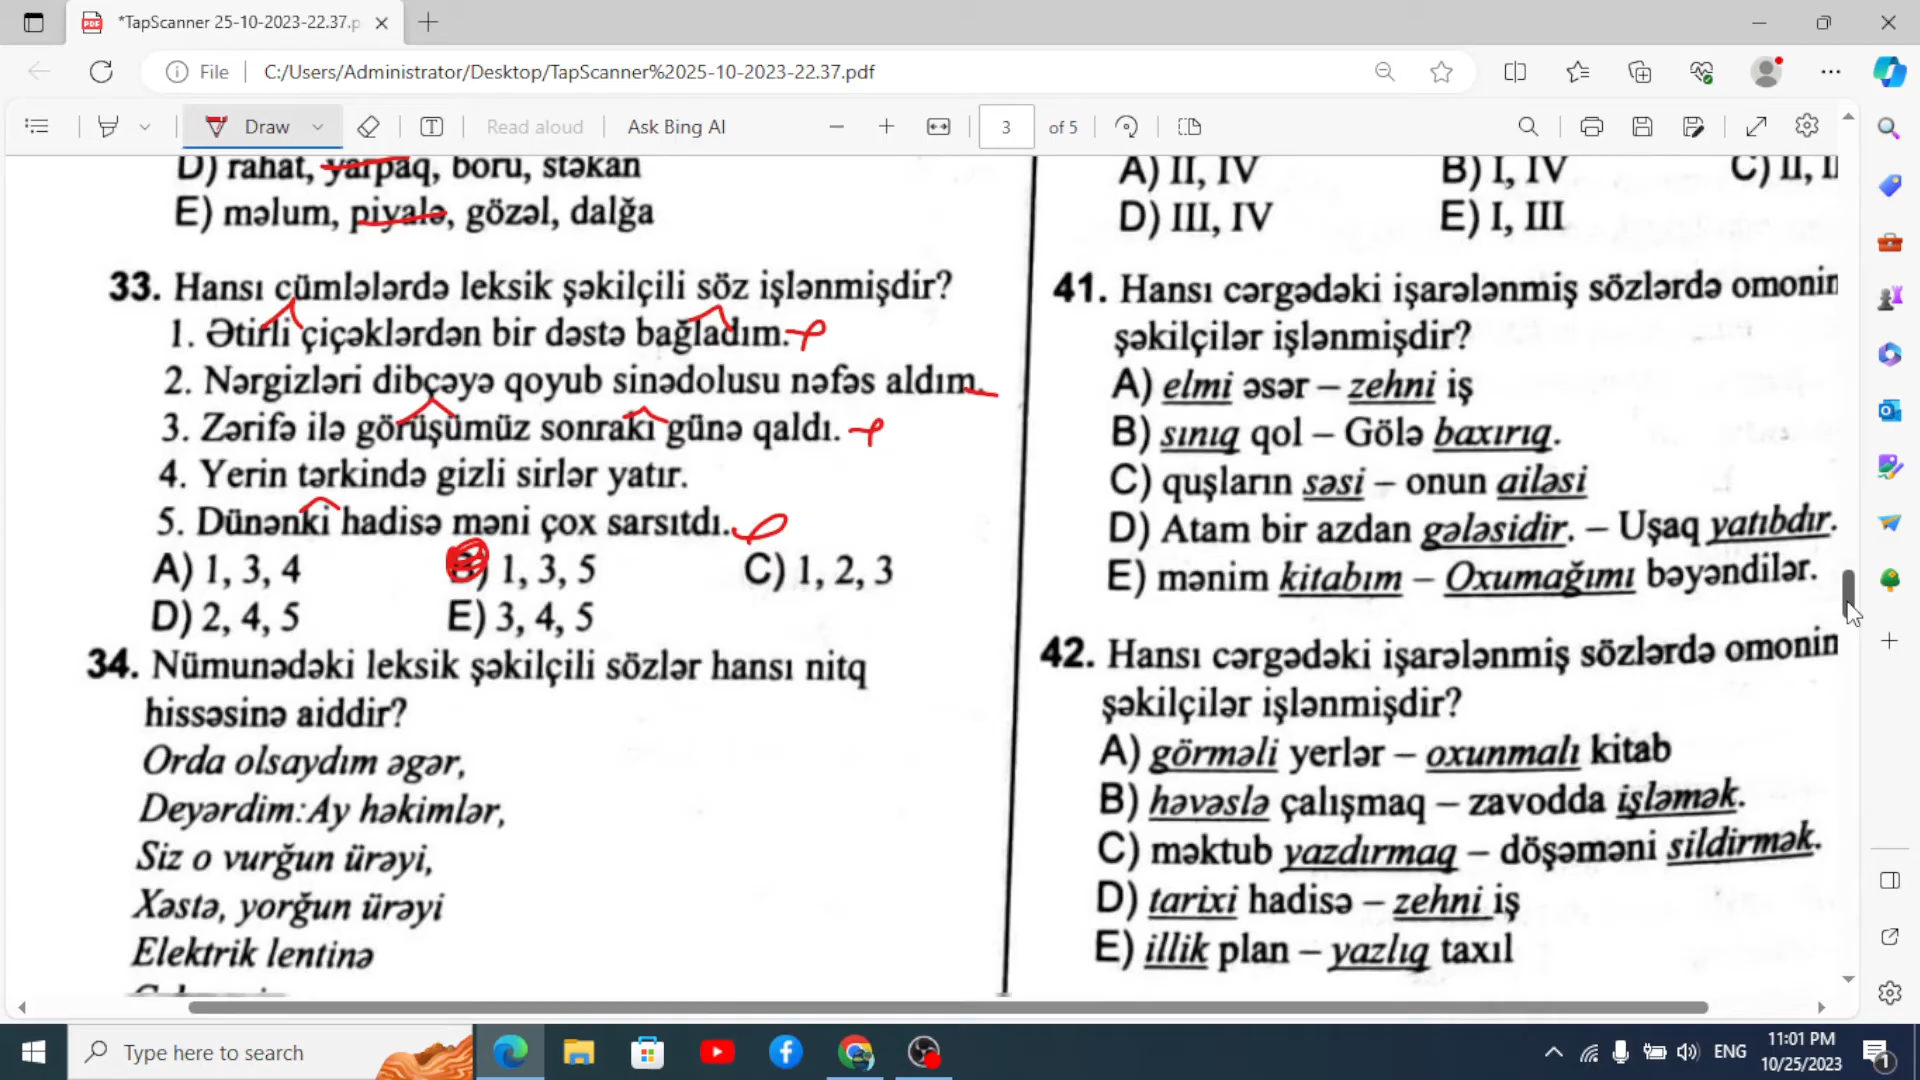 *TapScanner 25-10-2023-22.37.p
File
C:/Users/Administrator/Desktop/TapScanner%2025-10-2023-22.37.pdf
Draw
Read aloud
Ask Bing AI
3
of 5
D) rahat, yarpaq, boru, stəkan
E) məlum, piyalə, gözəl, dalğa
33. Hansı cümlələrdə leksik şəkilçili söz işlənmişdir?
1. Ətirli çiçəklərdən bir dəstə bağladım.
2. Nərgizləri dibçəyə qoyub sinədolusu nəfəs aldım.
3. Zərifə ilə görüşümüz sonrakı günə qaldı.
4. Yerin tərkində gizli sirlər yatır.
5. Dünənki hadisə məni çox sarsıtdı.
A) 1, 3, 4
B) 1, 3, 5
C) 1, 2, 3
D) 2, 4, 5
E) 3, 4, 5
34. Nümunədəki leksik şəkilçili sözlər hansı nitq
hissəsinə aiddir?
Orda olsaydım əgər,
Deyərdim: Ay həkimlər,
Siz o vurğun ürəyi,
Xəstə, yorğun ürəyi
Elektrik lentinə
A) II, IV
B) I, IV
C) II, I
D) III, IV
E) I, III
41. Hansı cərgədəki işarələnmiş sözlərdə omonim
şəkilçilər işlənmişdir?
A) elmi əsər – zehni iş
B) sınıq qol – Gölə baxırıq.
C) quşların səsi – onun ailəsi
D) Atam bir azdan gələsidir. – Uşaq yatıbdır.
E) mənim kitabım – Oxumağımı bəyəndilər.
42. Hansı cərgədəki işarələnmiş sözlərdə omonim
şəkilçilər işlənmişdir?
A) görməli yerlər – oxunmalı kitab
B) həvəslə çalışmaq – zavodda işləmək.
C) məktub yazdırmaq – döşəməni sildirmək.
D) tarixi hadisə – zehni iş
E) illik plan – yazlıq taxıl
Type here to search
ENG
11:01 PM
10/25/2023
1